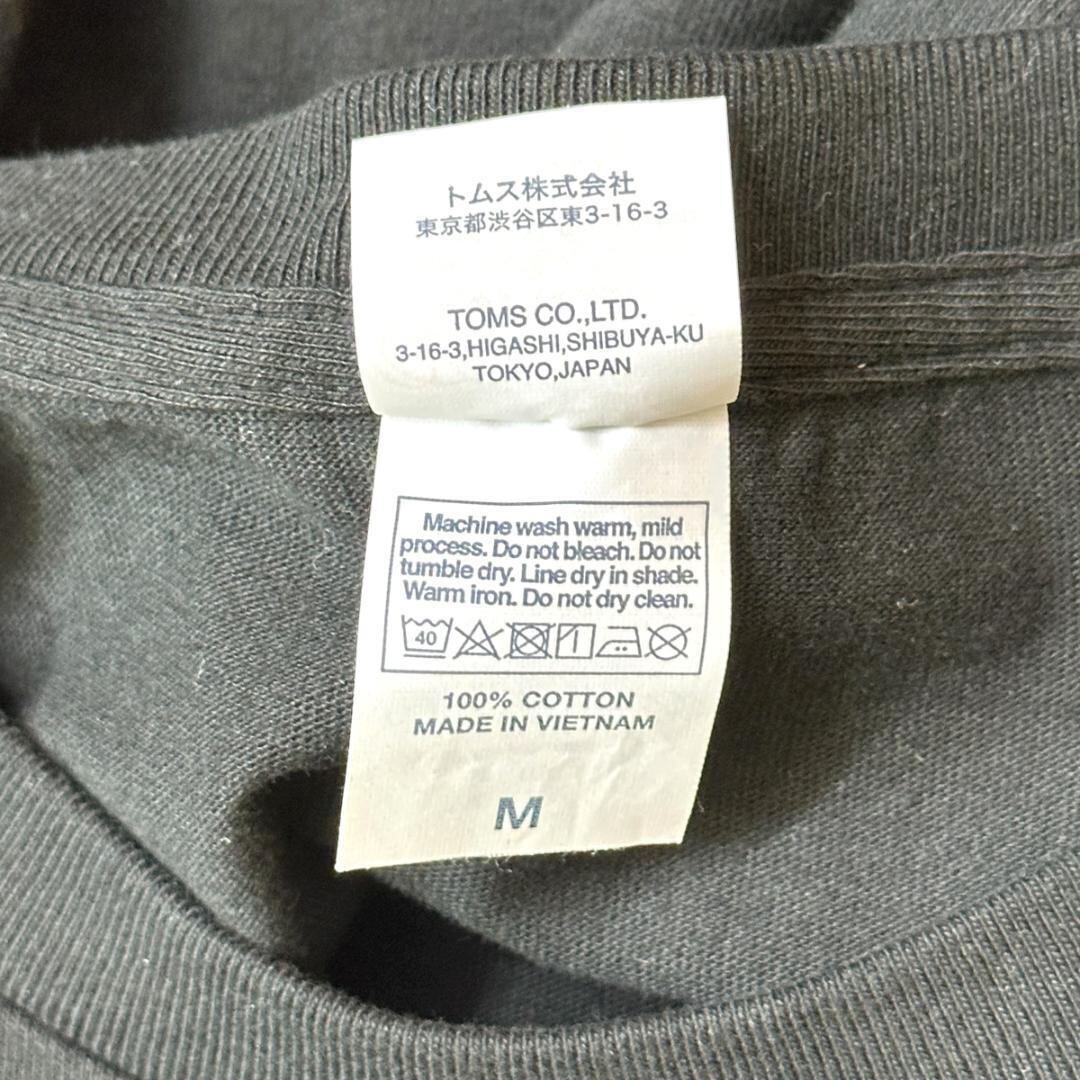 トムス株式会社
東京都渋谷区東3-16-3
TOMS CO.,LTD.
3-16-3,HIGASHI,SHIBUYA-KU
TOKYO,JAPAN
Machine wash warm, mild
process. Do not bleach. Do not
tumble dry. Line dry in shade.
Warm iron. Do not dry clean.
40
100% COTTON
MADE IN VIETNAM
M